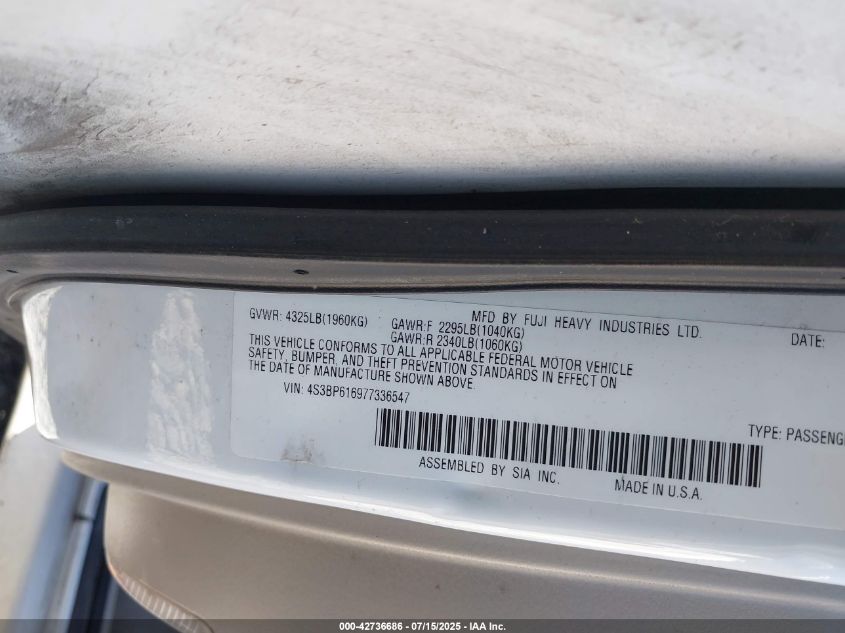 MFD BY FUJI HEAVY INDUSTRIES LTD. DATE:
GVWR: 4325LB(1960KG) GAWR:F 2295LB(1040KG)
GAWR:R 2340LB(1060KG)
THIS VEHICLE CONFORMS TO ALL APPLICABLE FEDERAL MOTOR VEHICLE
SAFETY, BUMPER, AND THEFT PREVENTION STANDARDS IN EFFECT ON
THE DATE OF MANUFACTURE SHOWN ABOVE.
VIN: 4S3BP616977336547
TYPE: PASSENG
ASSEMBLED BY SIA INC. MADE IN U.S.A.
000-42736686 - 07/15/2025 - IAA Inc.